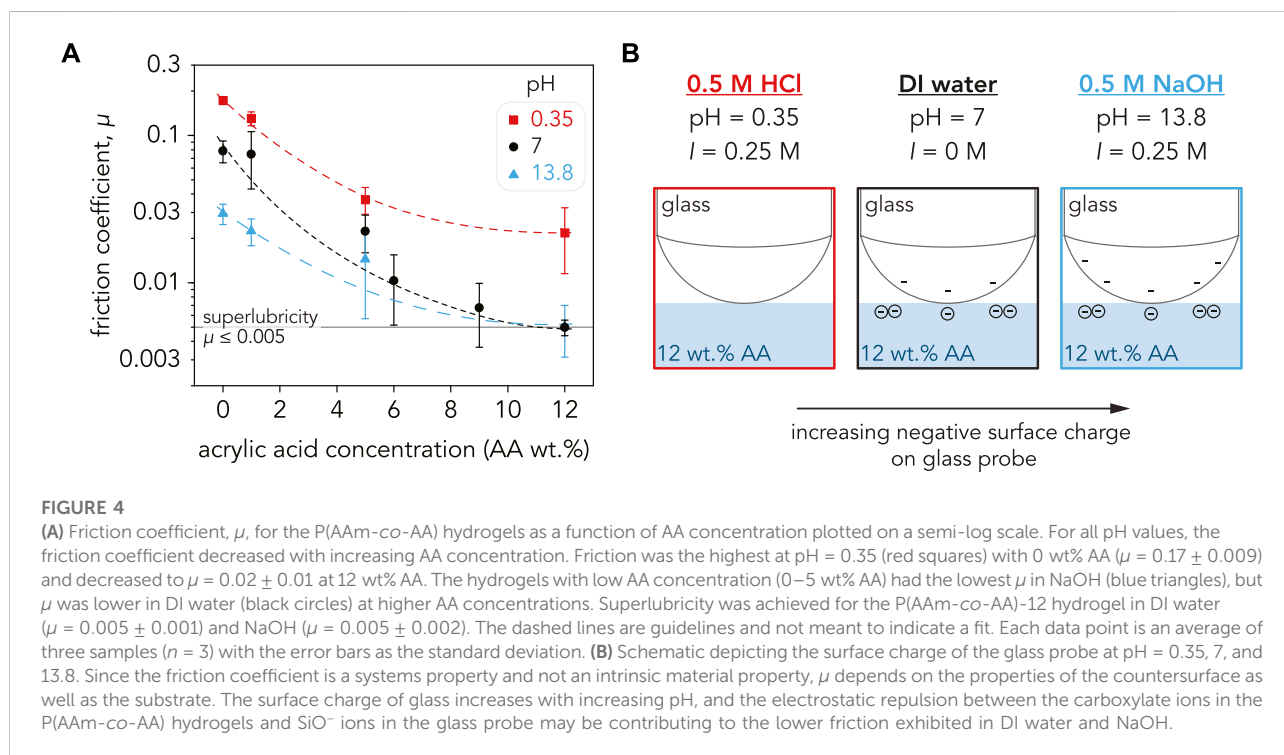 A
0.3
0.1
0.03
0.01
0.003
friction coefficient, μ
pH
0.35
7
13.8
superlubricity
μ ≤ 0.005
0 2 4 6 8 10 12
acrylic acid concentration (AA wt.%)
B
0.5 M HCl
pH = 0.35
I = 0.25 M
glass
12 wt.% AA
DI water
pH = 7
I = 0 M
glass
- - -
⊖⊖ ⊖ ⊖⊖
12 wt.% AA
0.5 NaOH
pH = 13.8
I = 0.25 M
glass
- - - - -
⊖⊖ ⊖ ⊖⊖
12 wt.% AA
increasing negative surface charge
on glass probe
FIGURE 4
(A) Friction coefficient, μ, for the P(AAm-co-AA) hydrogels as a function of AA concentration plotted on a semi-log scale. For all pH values, the
friction coefficient decreased with increasing AA concentration. Friction was the highest at pH = 0.35 (red squares) with 0 wt% AA (μ = 0.17 ± 0.009)
and decreased to μ = 0.02 ± 0.01 at 12 wt% AA. The hydrogels with low AA concentration (0–5 wt% AA) had the lowest μ in NaOH (blue triangles), but
μ was lower in DI water (black circles) at higher AA concentrations. Superlubricity was achieved for the P(AAm-co-AA)-12 hydrogel in DI water
(μ = 0.005 ± 0.001) and NaOH (μ = 0.005 ± 0.002). The dashed lines are guidelines and not meant to indicate a fit. Each data point is an average of
three samples (n = 3) with the error bars as the standard deviation. (B) Schematic depicting the surface charge of the glass probe at pH = 0.35, 7, and
13.8. Since the friction coefficient is a systems property and not an intrinsic material property, μ depends on the properties of the countersurface as
well as the substrate. The surface charge of glass increases with increasing pH, and the electrostatic repulsion between the carboxylate ions in the
P(AAm-co-AA) hydrogels and SiO⁻ ions in the glass probe may be contributing to the lower friction exhibited in DI water and NaOH.